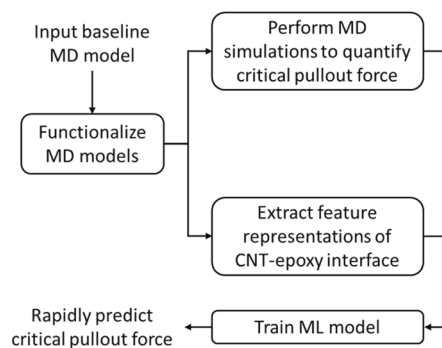 Input baseline
MD model
Perform MD
simulations to quantify
critical pullout force
Functionalize
MD models
Extract feature
representations of
CNT-epoxy interface
Rapidly predict
critical pullout force
Train ML model